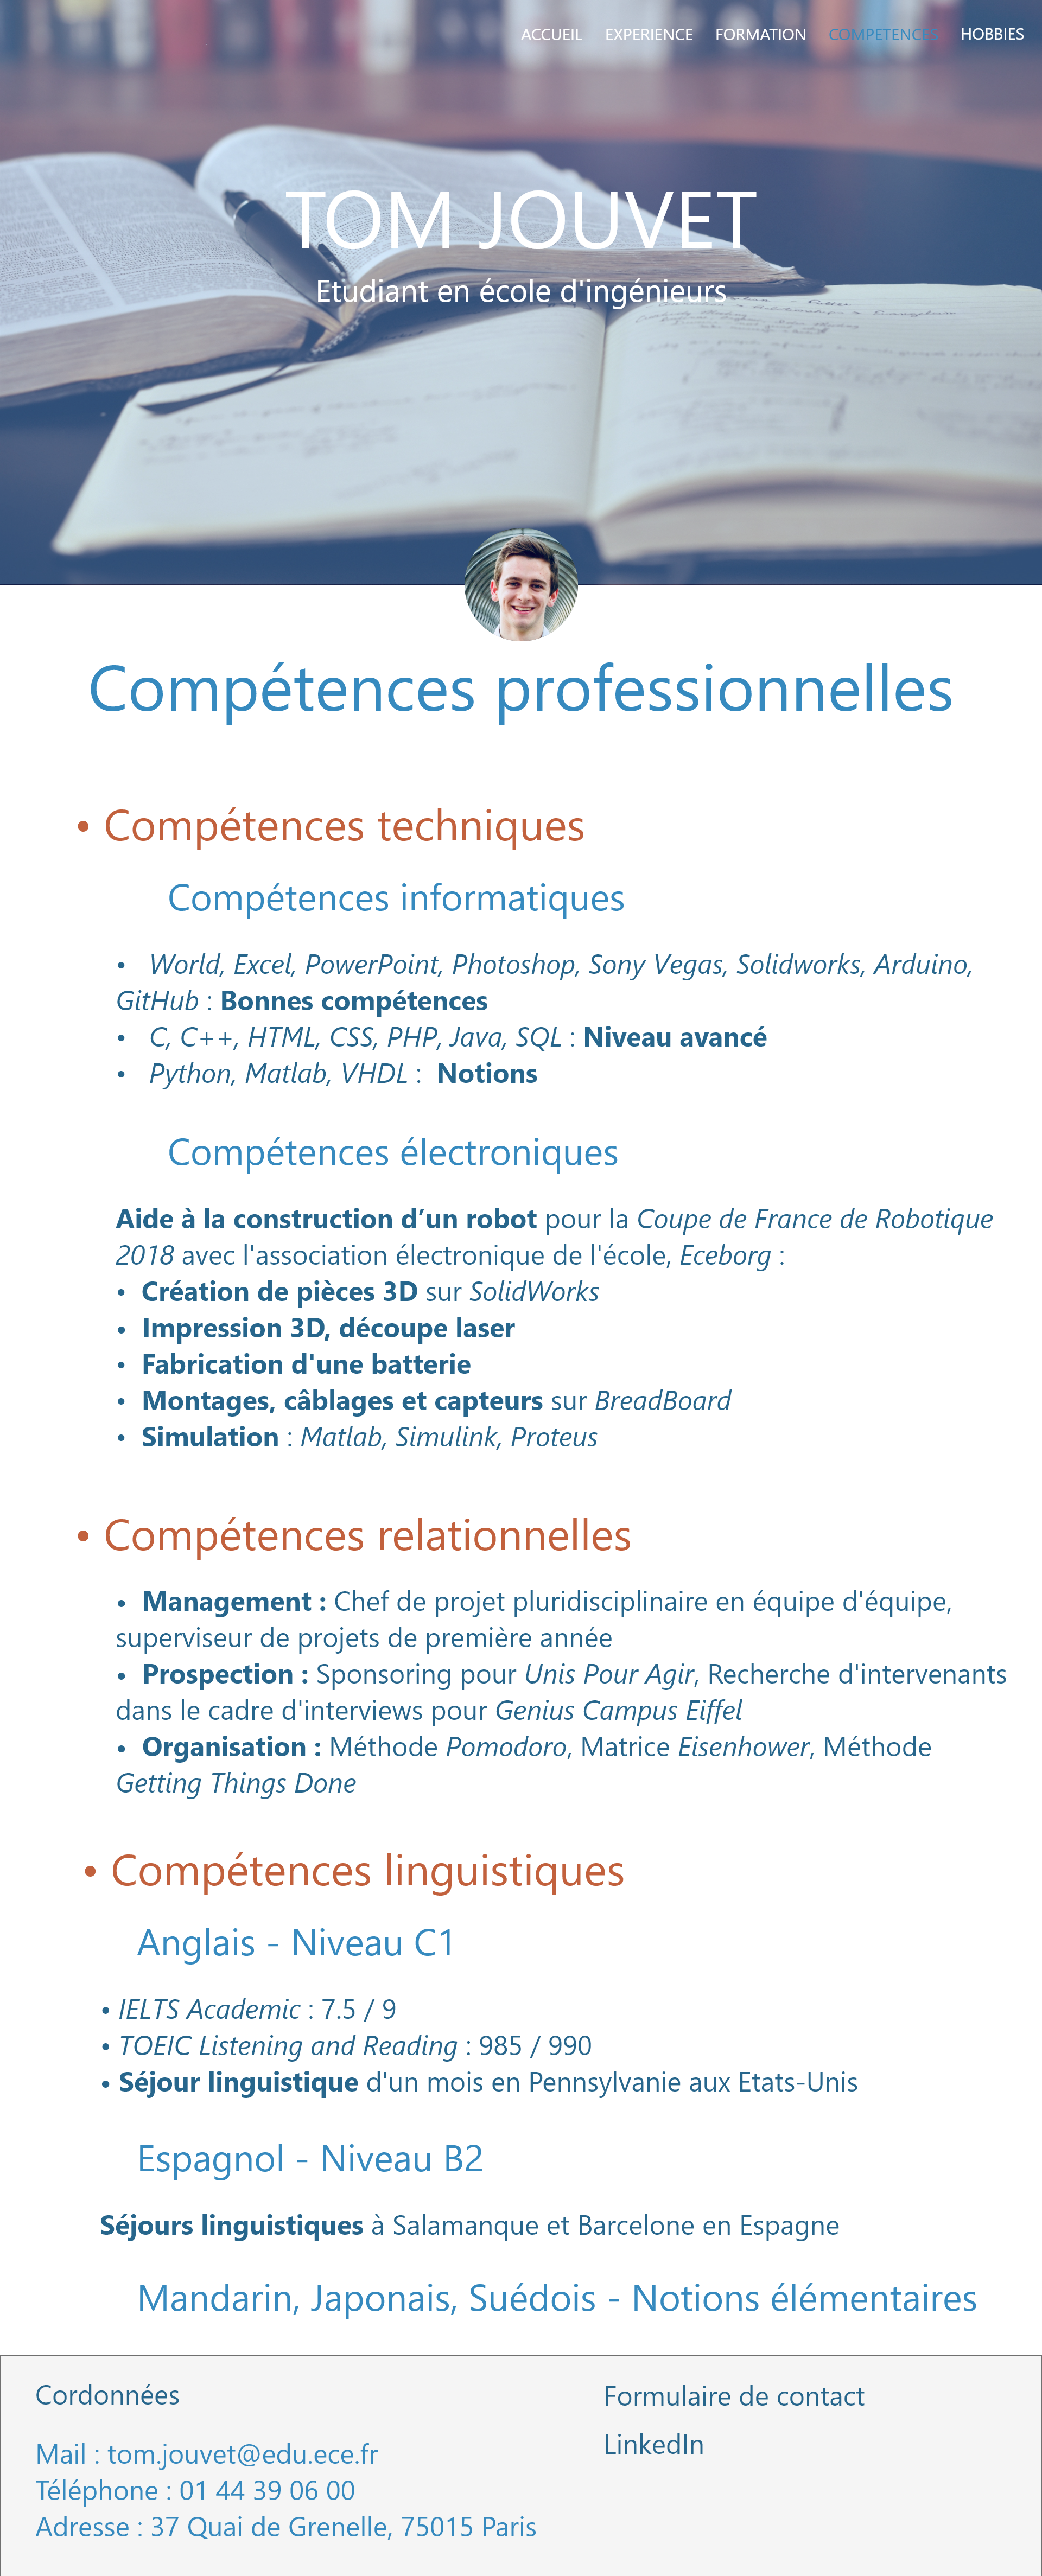 ACCUEIL EXPERIENCE FORMATION COMPETENCES HOBBIES
TOM JOUVET
Etudiant en école d'ingénieurs
Compétences professionnelles
• Compétences techniques
Compétences informatiques
• World, Excel, PowerPoint, Photoshop, Sony Vegas, Solidworks, Arduino,
GitHub : Bonnes compétences
• C, C++, HTML, CSS, PHP, Java, SQL : Niveau avancé
• Python, Matlab, VHDL : Notions
Compétences électroniques
Aide à la construction d’un robot pour la Coupe de France de Robotique
2018 avec l'association électronique de l'école, Eceborg :
• Création de pièces 3D sur SolidWorks
• Impression 3D, découpe laser
• Fabrication d'une batterie
• Montages, câblages et capteurs sur BreadBoard
• Simulation : Matlab, Simulink, Proteus
• Compétences relationnelles
• Management : Chef de projet pluridisciplinaire en équipe d'équipe,
superviseur de projets de première année
• Prospection : Sponsoring pour Unis Pour Agir, Recherche d'intervenants
dans le cadre d'interviews pour Genius Campus Eiffel
• Organisation : Méthode Pomodoro, Matrice Eisenhower, Méthode
Getting Things Done
• Compétences linguistiques
Anglais - Niveau C1
• IELTS Academic : 7.5 / 9
• TOEIC Listening and Reading : 985 / 990
• Séjour linguistique d'un mois en Pennsylvanie aux Etats-Unis
Espagnol - Niveau B2
Séjours linguistiques à Salamanque et Barcelone en Espagne
Mandarin, Japonais, Suédois - Notions élémentaires
Cordonnées
Mail : tom.jouvet@edu.ece.fr
Téléphone : 01 44 39 06 00
Adresse : 37 Quai de Grenelle, 75015 Paris
Formulaire de contact
LinkedIn